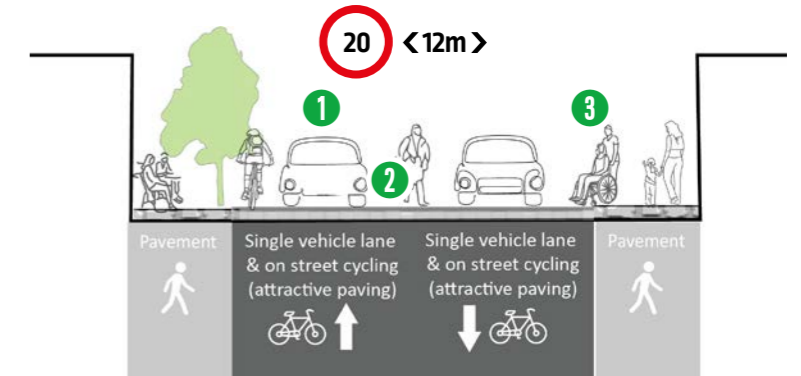 20 <12m>
1
3
2
Pavement
Single vehicle lane
& on street cycling
(attractive paving)
Single vehicle lane
& on street cycling
(attractive paving)
Pavement